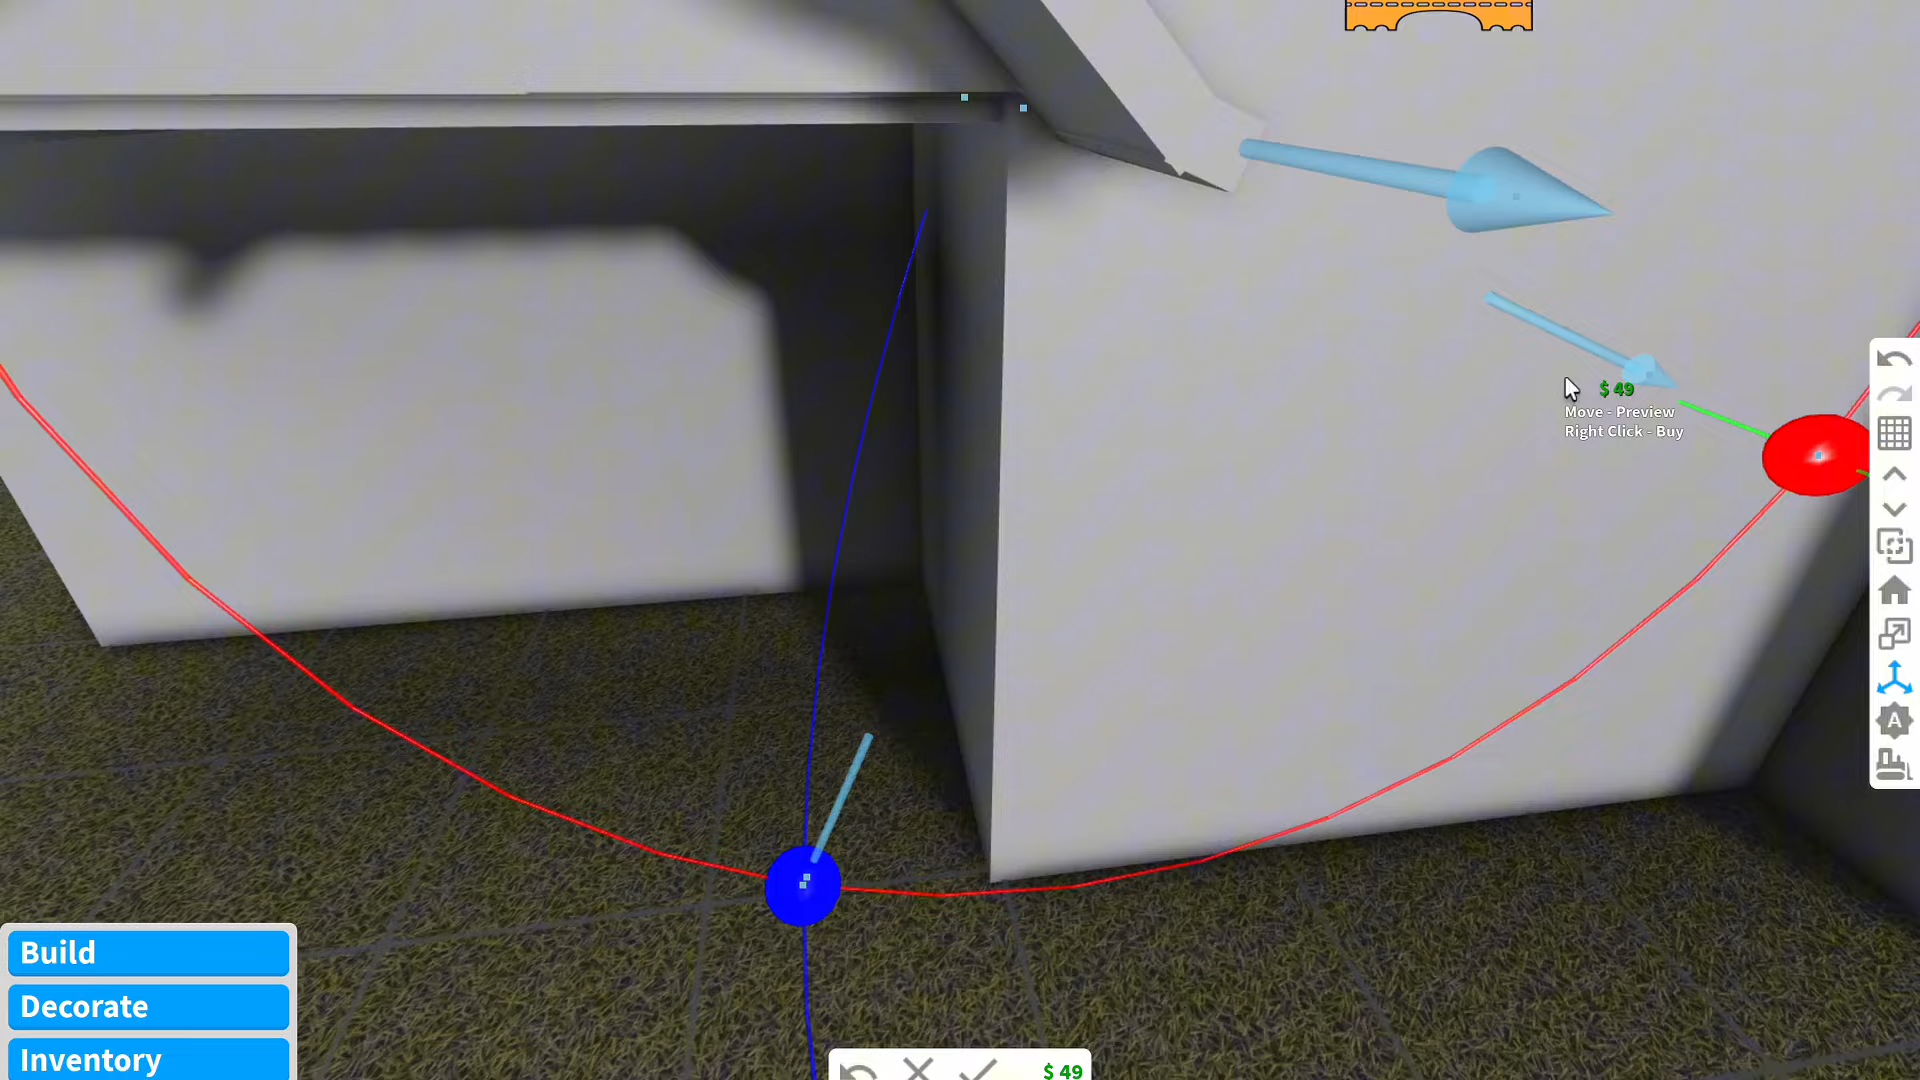 $ 49
Move - Preview
Right Click - Buy
A
Build
Decorate
Inventory
$ 49